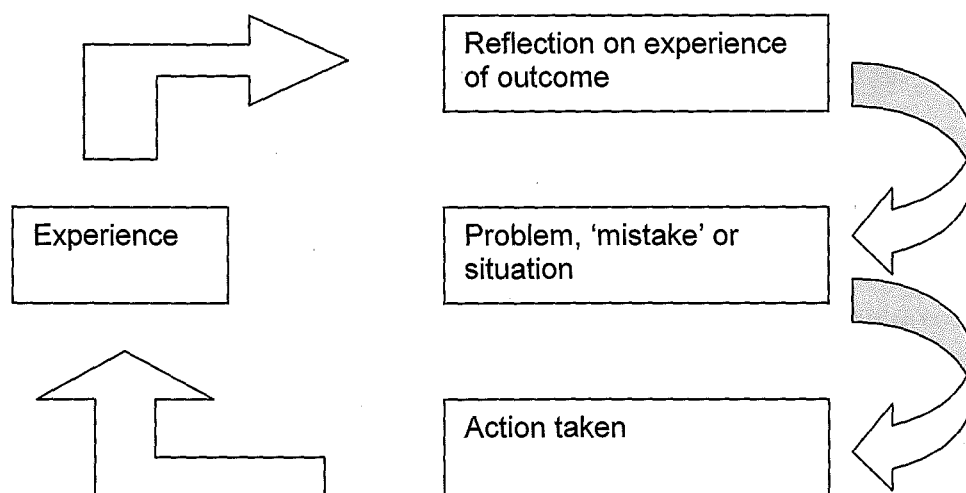 Reflection on experience
of outcome
Experience
Problem, ‘mistake’ or
situation
Action taken